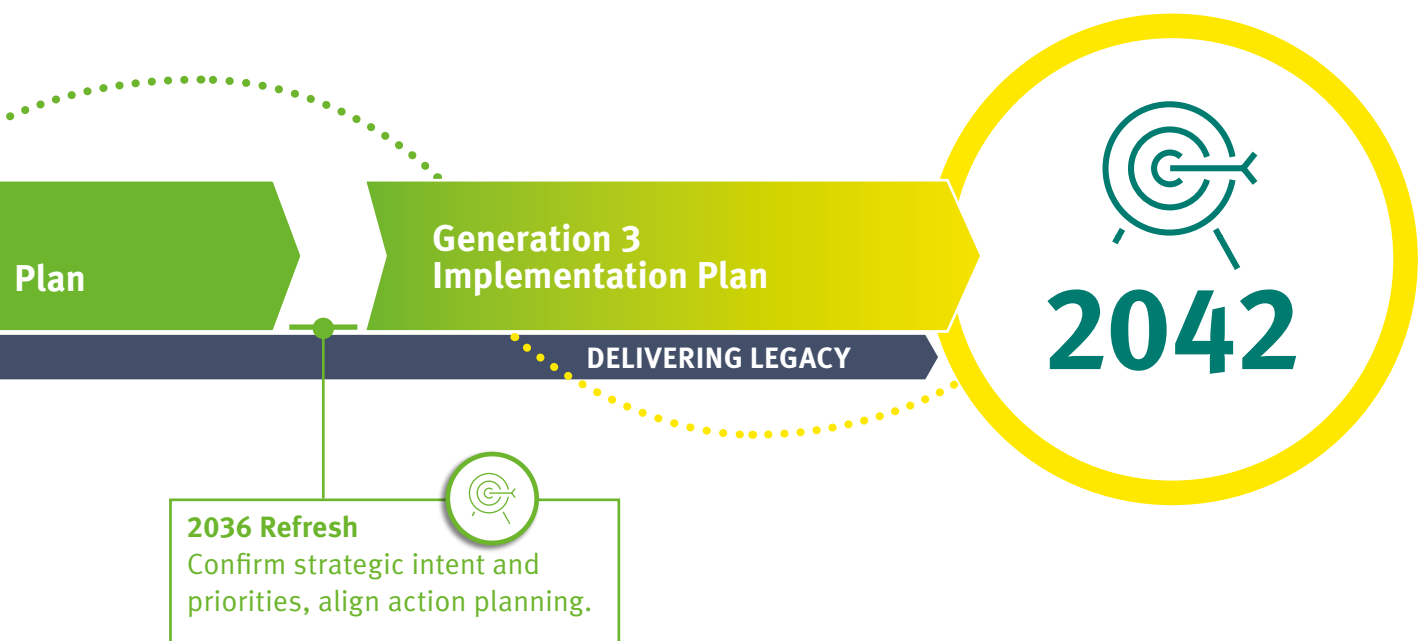 Plan
Generation 3
Implementation Plan
DELIVERING LEGACY
2042
2036 Refresh
Confirm strategic intent and
priorities, align action planning.